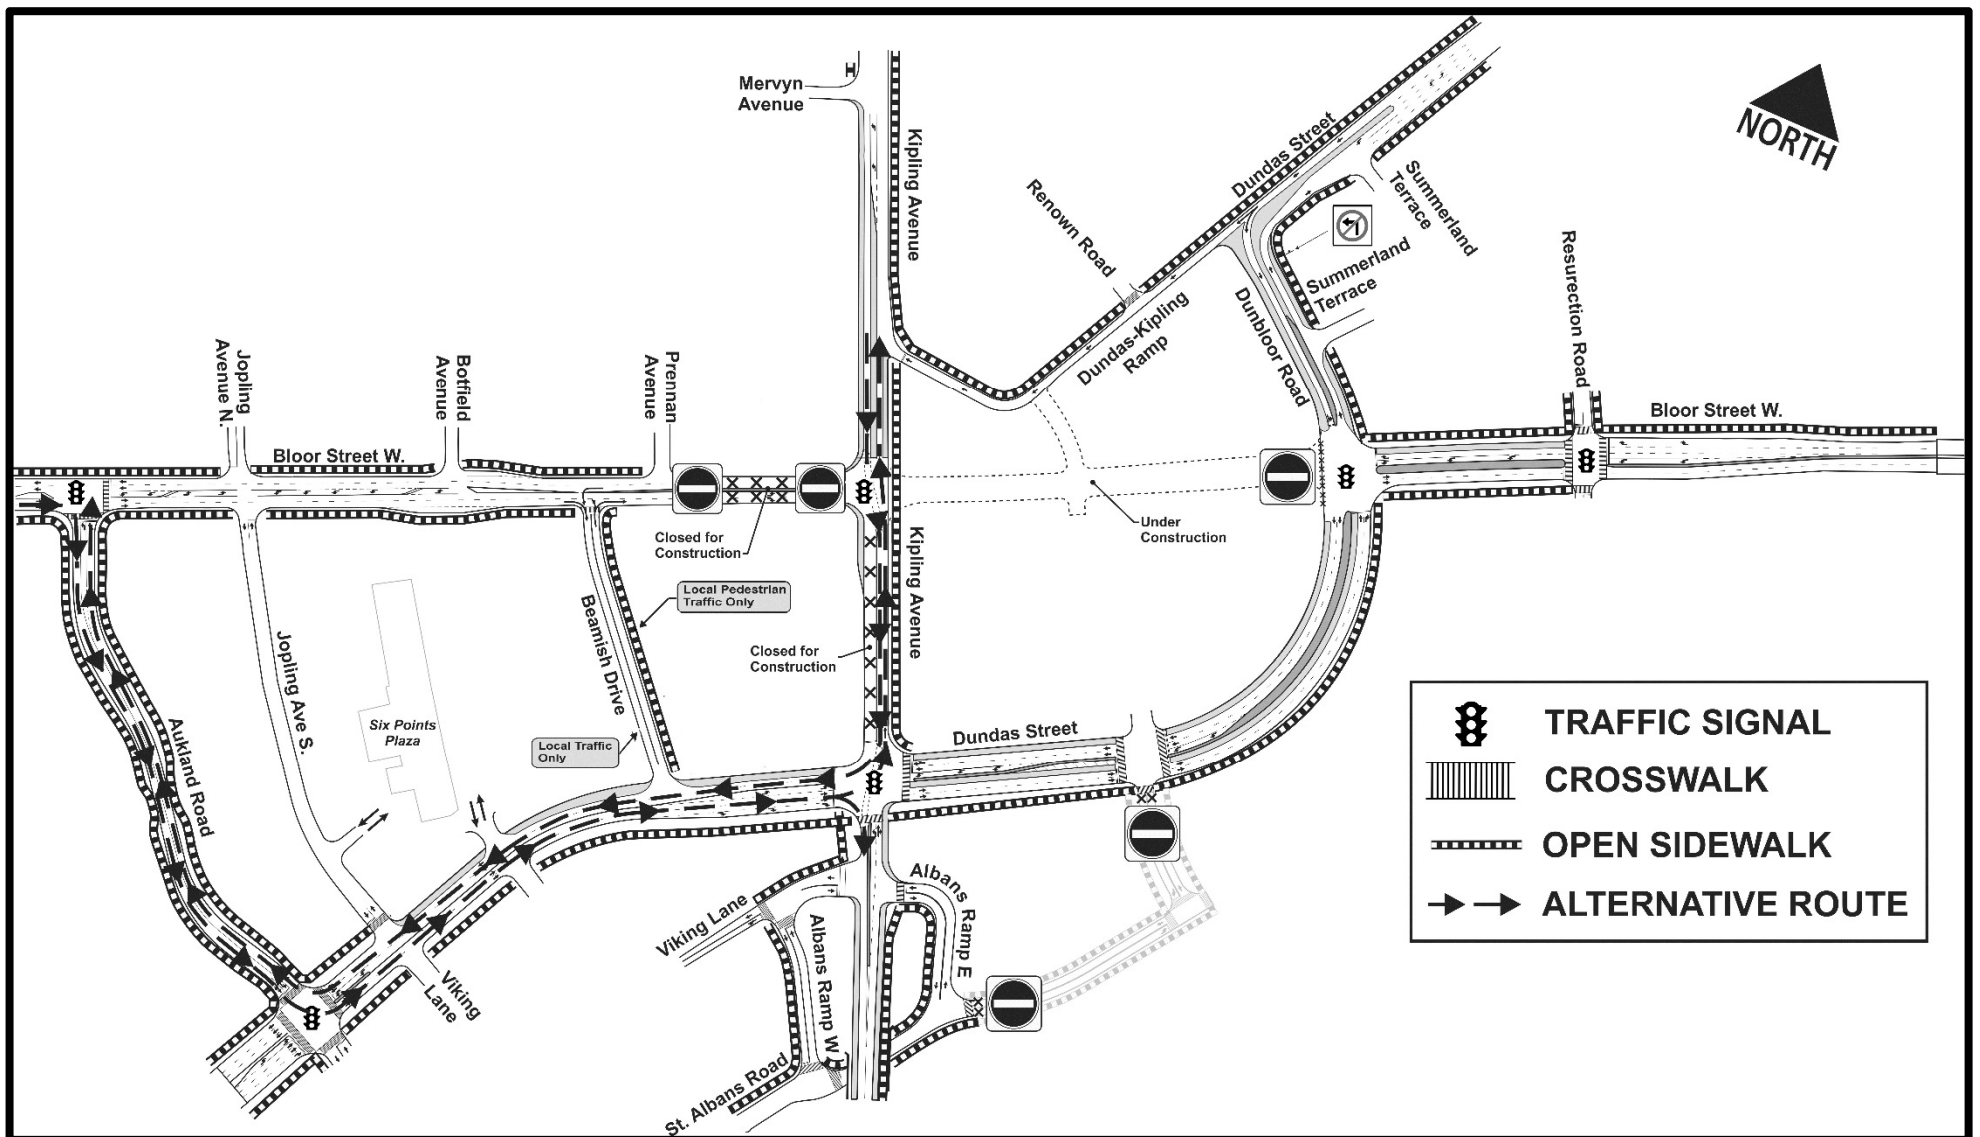 Mervyn
Avenue
Kipling Avenue
Dundas Street
Renown Road
Summerland
Terrace
NORTH
Summerland
Terrace
Dundas-Kipling
Ramp
Dunbloor Road
Resurection Road
Bloor Street W.
Jopling
Avenue N.
Botfield
Avenue
Prennan
Avenue
Bloor Street W.
Closed for
Construction
Under
Construction
Kipling Avenue
Local Pedestrian
Traffic Only
Beamish Drive
Closed for
Construction
Jopling Ave S.
Six Points
Plaza
Aukland Road
Local Traffic
Only
Dundas Street
TRAFFIC SIGNAL
CROSSWALK
OPEN SIDEWALK
ALTERNATIVE ROUTE
Viking Lane
Albans Ramp E
Albans Ramp W
Viking
Lane
St. Albans Road